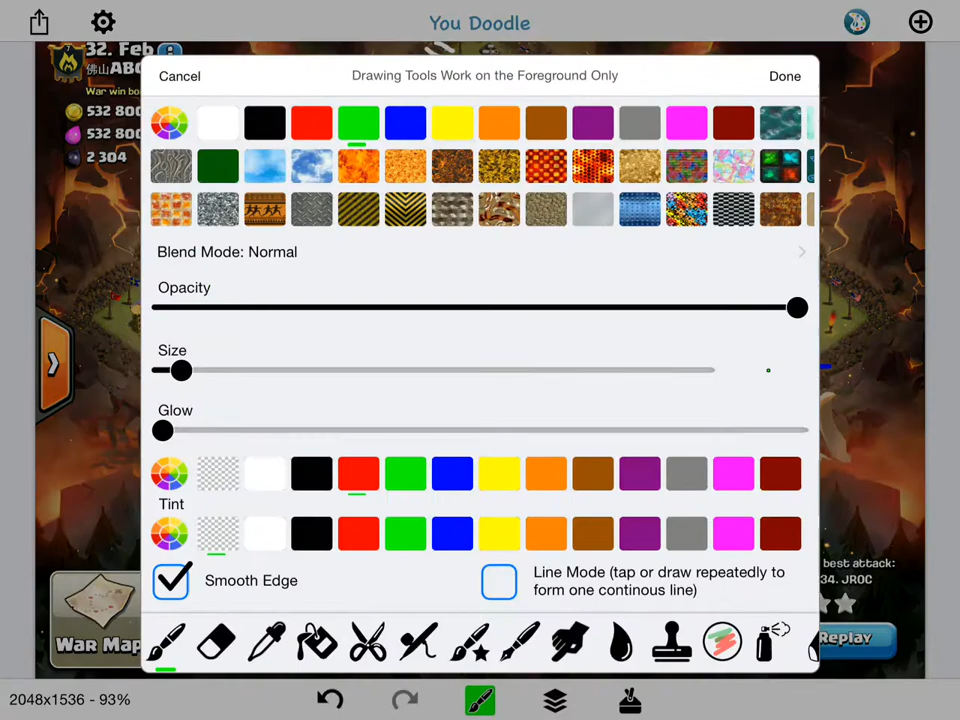 You Doodle
32. Feb 8
佛山ABC
War win bo
532 800
532 800
2 304
Cancel
Drawing Tools Work on the Foreground Only
Done
Blend Mode: Normal
Opacity
Size
Glow
Tint
Smooth Edge
Line Mode (tap or draw repeatedly to
form one continous line)
best attack:
34. JROC
War Map
Replay
2048x1536 - 93%